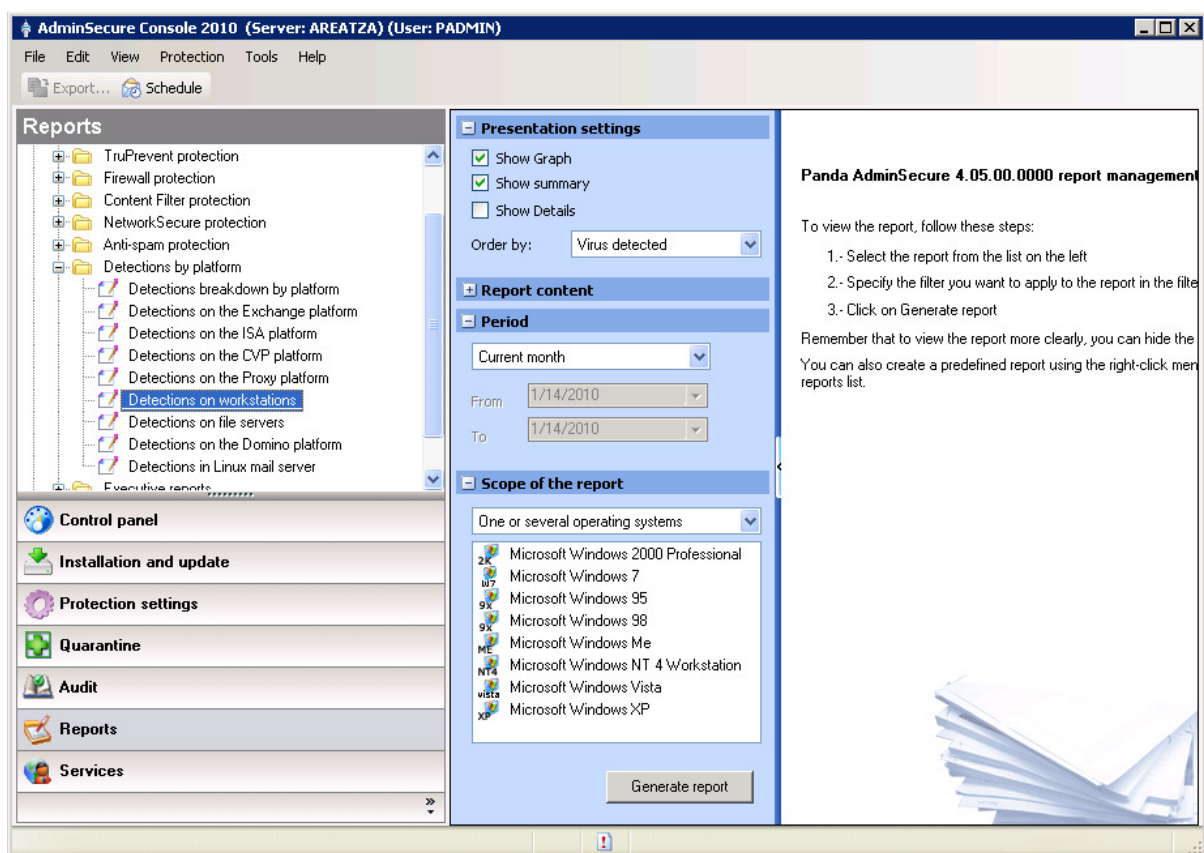 AdminSecure Console 2010 (Server: AREATZA) (User: PADMIN)
File Edit View Protection Tools Help
Export... Schedule
Reports
TruPrevent protection
Firewall protection
Content Filter protection
NetworkSecure protection
Anti-spam protection
Detections by platform
Detections breakdown by platform
Detections on the Exchange platform
Detections on the ISA platform
Detections on the CVP platform
Detections on the Proxy platform
Detections on workstations
Detections on file servers
Detections on the Domino platform
Detections in Linux mail server
Executive reports
Control panel
Installation and update
Protection settings
Quarantine
Audit
Reports
Services
Presentation settings
Show Graph
Show summary
Show Details
Order by: Virus detected
Report content
Period
Current month
From 1/14/2010
To 1/14/2010
Scope of the report
One or several operating systems
2K Microsoft Windows 2000 Professional
W7 Microsoft Windows 7
9X Microsoft Windows 95
9X Microsoft Windows 98
ME Microsoft Windows Me
NT4 Microsoft Windows NT 4 Workstation
vista Microsoft Windows Vista
XP Microsoft Windows XP
Generate report
Panda AdminSecure 4.05.00.0000 report management
To view the report, follow these steps:
1.- Select the report from the list on the left
2.- Specify the filter you want to apply to the report in the filte
3.- Click on Generate report
Remember that to view the report more clearly, you can hide the
You can also create a predefined report using the right-click men
reports list.